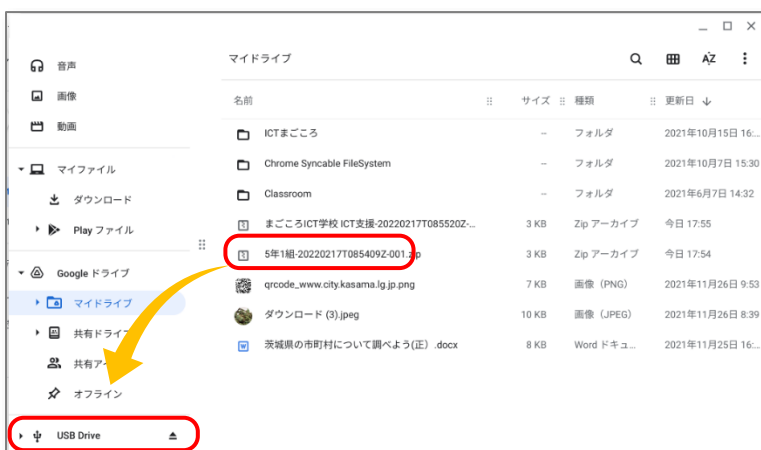 音声
画像
動画
マイファイル
ダウンロード
Play ファイル
Google ドライブ
マイドライブ
共有ドライブ
共有ア
オフライン
USB Drive
マイドライブ
名前 サイズ 種類 更新日
ICTまごころ -- フォルダ 2021年10月15日 16:...
Chrome Syncable FileSystem -- フォルダ 2021年10月7日 15:30
Classroom -- フォルダ 2021年6月7日 14:32
まごころICT学校 ICT支援-20220217T085520Z-... 3 KB Zip アーカイブ 今日 17:55
5年1組-20220217T085409Z-001.zip 3 KB Zip アーカイブ 今日 17:54
qrcode_www.city.kasama.lg.jp.png 7 KB 画像（PNG） 2021年11月26日 9:53
ダウンロード (3).jpeg 10 KB 画像（JPEG） 2021年11月26日 8:39
茨城県の市町村について調べよう(正）.docx 8 KB Word ドキュ... 2021年11月25日 16:...